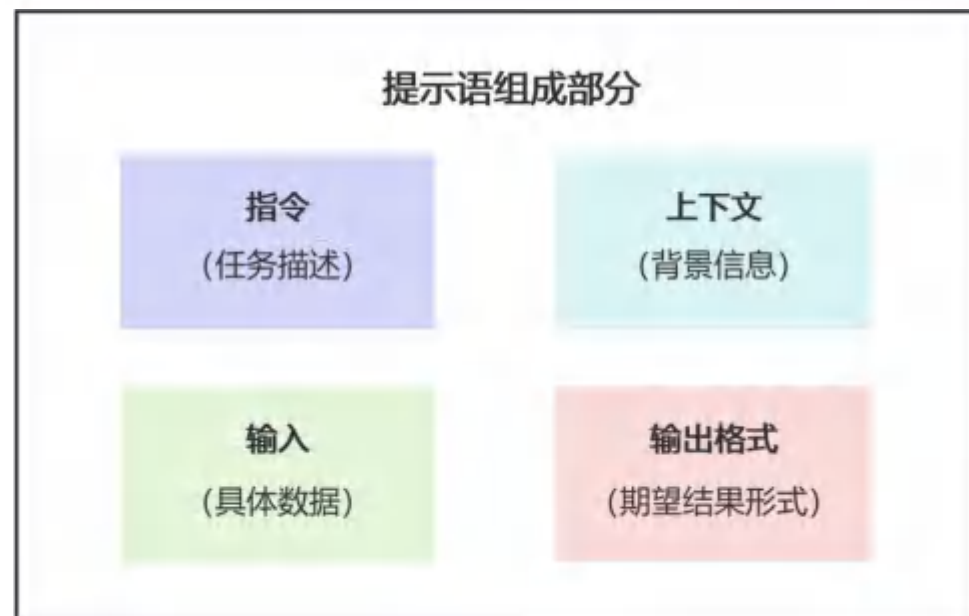 提示语组成部分
指令
(任务描述)
上下文
(背景信息)
输入
(具体数据)
输出格式
(期望结果形式)